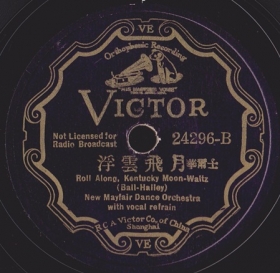 VE
Orthophonic Recording
"HIS MASTER'S VOICE"
VICTOR
Not Licensed for
Radio Broadcast
24296-B
浮雲飛月 華爾士
Roll Along, Kentucky Moon-Waltz
(Bail-Halley)
New Mayfair Dance Orchestra
with vocal refrain
RCA Victor Co. of China
Shanghai
VE